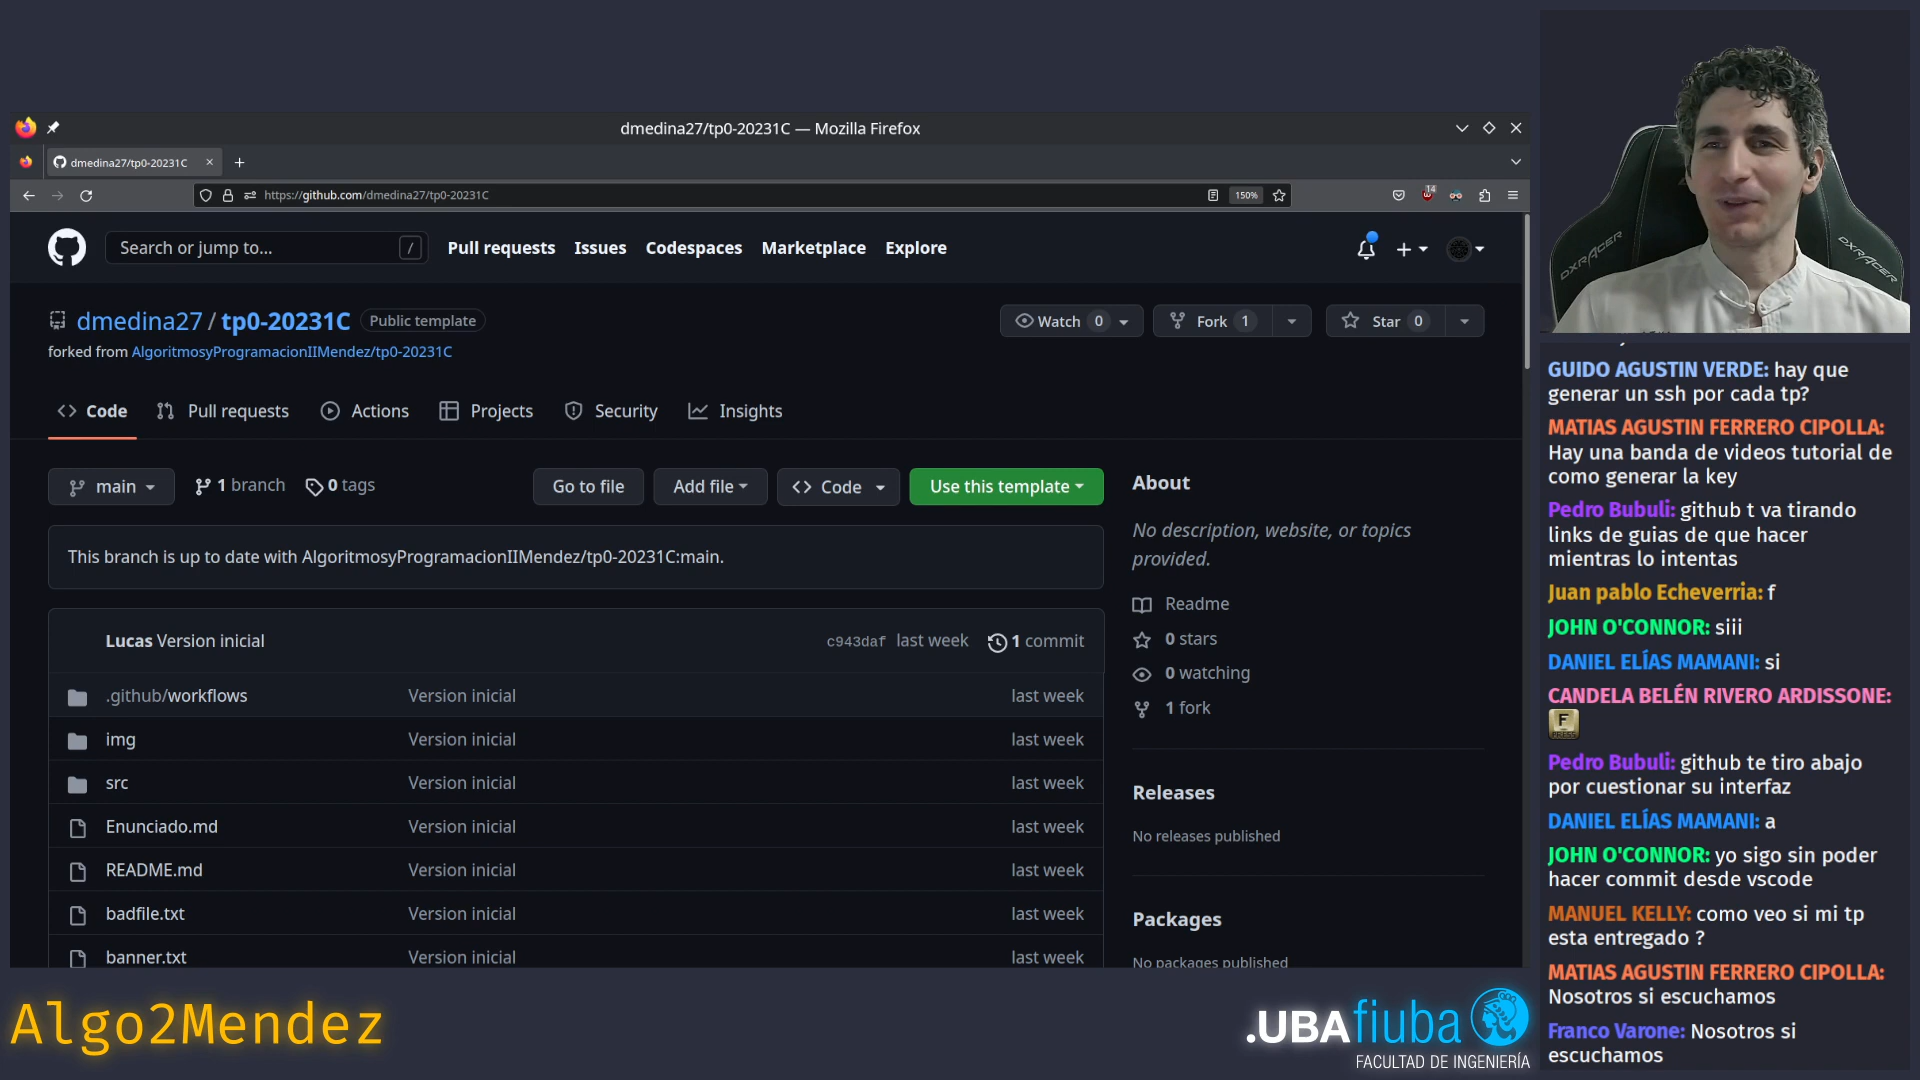 dmedina27/tp0-20231C — Mozilla Firefox
dmedina27/tp0-20231C
https://github.com/dmedina27/tp0-20231C
150%
14
Search or jump to...
/
Pull requests
Issues
Codespaces
Marketplace
Explore
dmedina27 / tp0-20231C
Public template
Watch 0
Fork 1
Star 0
forked from AlgoritmosyProgramacionIIMendez/tp0-20231C
Code
Pull requests
Actions
Projects
Security
Insights
main
1 branch
0 tags
Go to file
Add file
Code
Use this template
This branch is up to date with AlgoritmosyProgramacionIIMendez/tp0-20231C:main.
Lucas Version inicial
c943daf last week
1 commit
.github/workflows Version inicial last week
img Version inicial last week
src Version inicial last week
Enunciado.md Version inicial last week
README.md Version inicial last week
badfile.txt Version inicial last week
banner.txt Version inicial last week
About
No description, website, or topics
provided.
Readme
0 stars
0 watching
1 fork
Releases
No releases published
Packages
No packages published
DXRACER
DXRACER
GUIDO AGUSTIN VERDE: hay que
generar un ssh por cada tp?
MATIAS AGUSTIN FERRERO CIPOLLA:
Hay una banda de videos tutorial de
como generar la key
Pedro Bubuli: github t va tirando
links de guias de que hacer
mientras lo intentas
Juan pablo Echeverria: f
JOHN O'CONNOR: siii
DANIEL ELÍAS MAMANI: si
CANDELA BELÉN RIVERO ARDISSONE:
F
PRESS
Pedro Bubuli: github te tiro abajo
por cuestionar su interfaz
DANIEL ELÍAS MAMANI: a
JOHN O'CONNOR: yo sigo sin poder
hacer commit desde vscode
MANUEL KELLY: como veo si mi tp
esta entregado ?
MATIAS AGUSTIN FERRERO CIPOLLA:
Nosotros si escuchamos
Franco Varone: Nosotros si
escuchamos
Algo2Mendez
.UBAfiuba
FACULTAD DE INGENIERÍA